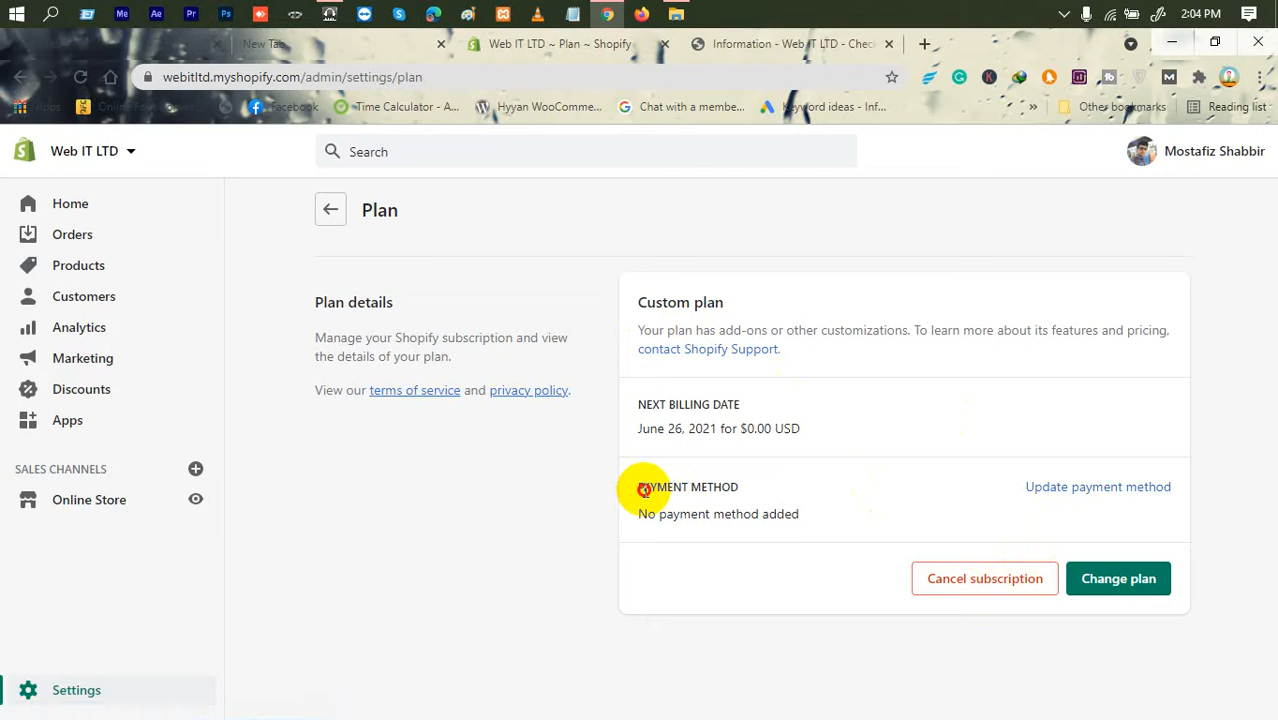 Me Ae Pr Ps 2:04 PM
New Tab Web IT LTD ~ Plan ~ Shopify Information - Web IT LTD - Chec
webitltd.myshopify.com/admin/settings/plan
Apps Facebook Time Calculator - A... Hyyan WooComme... Chat with a membe... Keyword ideas - Inf... » Other bookmarks Reading list
Web IT LTD Search Mostafiz Shabbir
Home
Orders
Products
Customers
Analytics
Marketing
Discounts
Apps
SALES CHANNELS
Online Store
Settings
Plan
Plan details
Manage your Shopify subscription and view
the details of your plan.
View our terms of service and privacy policy.
Custom plan
Your plan has add-ons or other customizations. To learn more about its features and pricing,
contact Shopify Support.
NEXT BILLING DATE
June 26, 2021 for $0.00 USD
PAYMENT METHOD Update payment method
No payment method added
Cancel subscription Change plan